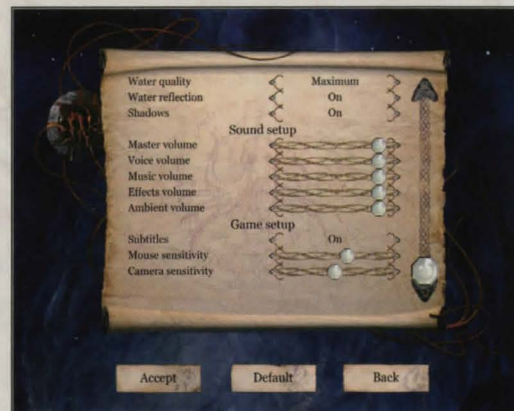 Water quality Maximum
Water reflection On
Shadows On
Sound setup
Master volume
Voice volume
Music volume
Effects volume
Ambient volume
Game setup
Subtitles On
Mouse sensitivity
Camera sensitivity
Accept Default Back